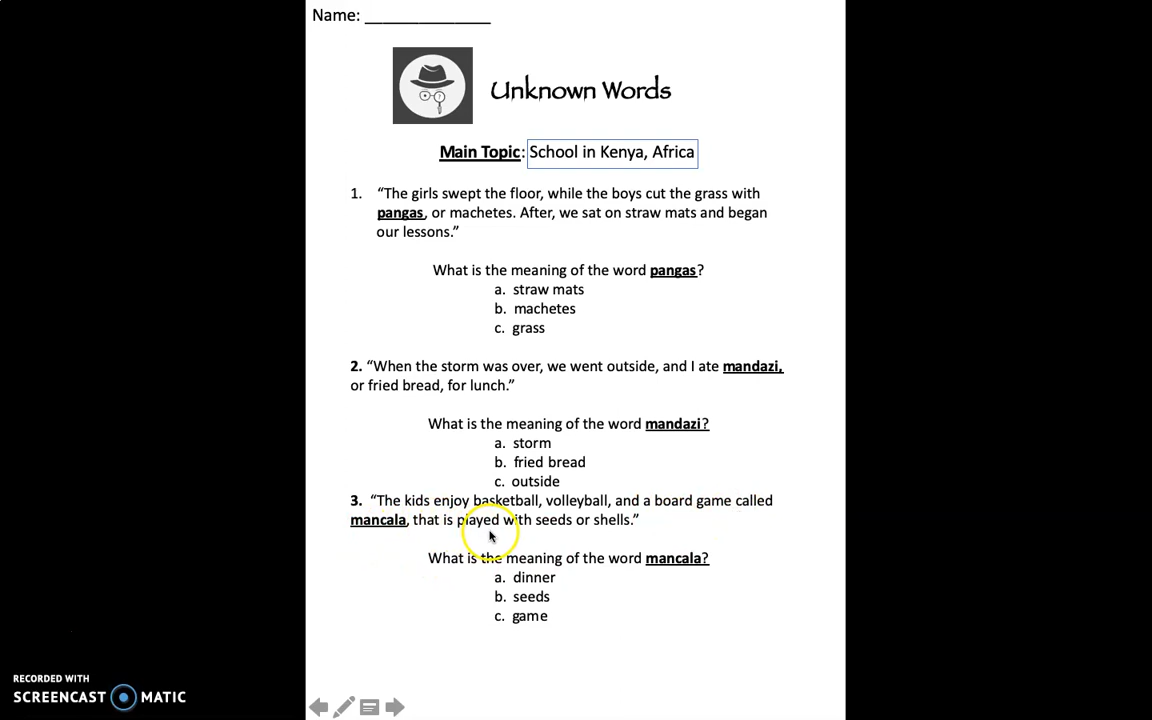 Name: _______________
Unknown Words
Main Topic: School in Kenya, Africa
1. “The girls swept the floor, while the boys cut the grass with
pangas, or machetes. After, we sat on straw mats and began
our lessons.”
What is the meaning of the word pangas?
a. straw mats
b. machetes
c. grass
2. “When the storm was over, we went outside, and I ate mandazi,
or fried bread, for lunch.”
What is the meaning of the word mandazi?
a. storm
b. fried bread
c. outside
3. “The kids enjoy basketball, volleyball, and a board game called
mancala, that is played with seeds or shells.”
What is the meaning of the word mancala?
a. dinner
b. seeds
c. game
RECORDED WITH
SCREENCAST MATIC